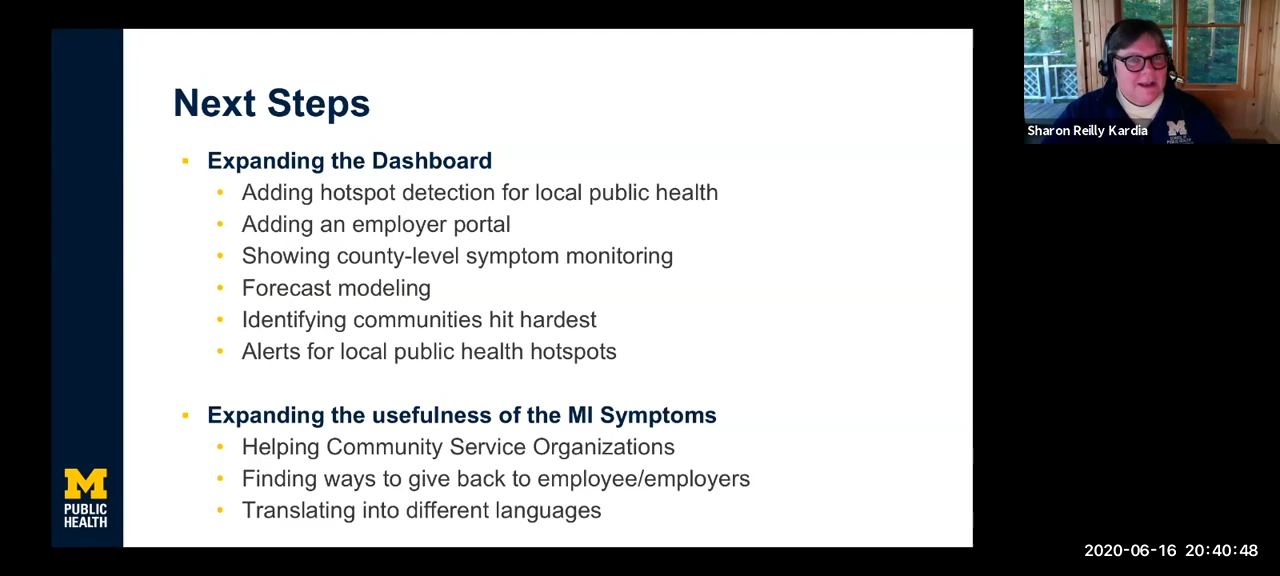 Next Steps
Expanding the Dashboard
Adding hotspot detection for local public health
Adding an employer portal
Showing county-level symptom monitoring
Forecast modeling
Identifying communities hit hardest
Alerts for local public health hotspots
Expanding the usefulness of the MI Symptoms
Helping Community Service Organizations
Finding ways to give back to employee/employers
Translating into different languages
M
PUBLIC
HEALTH
Sharon Reilly Kardia
M
2020-06-16 20:40:48